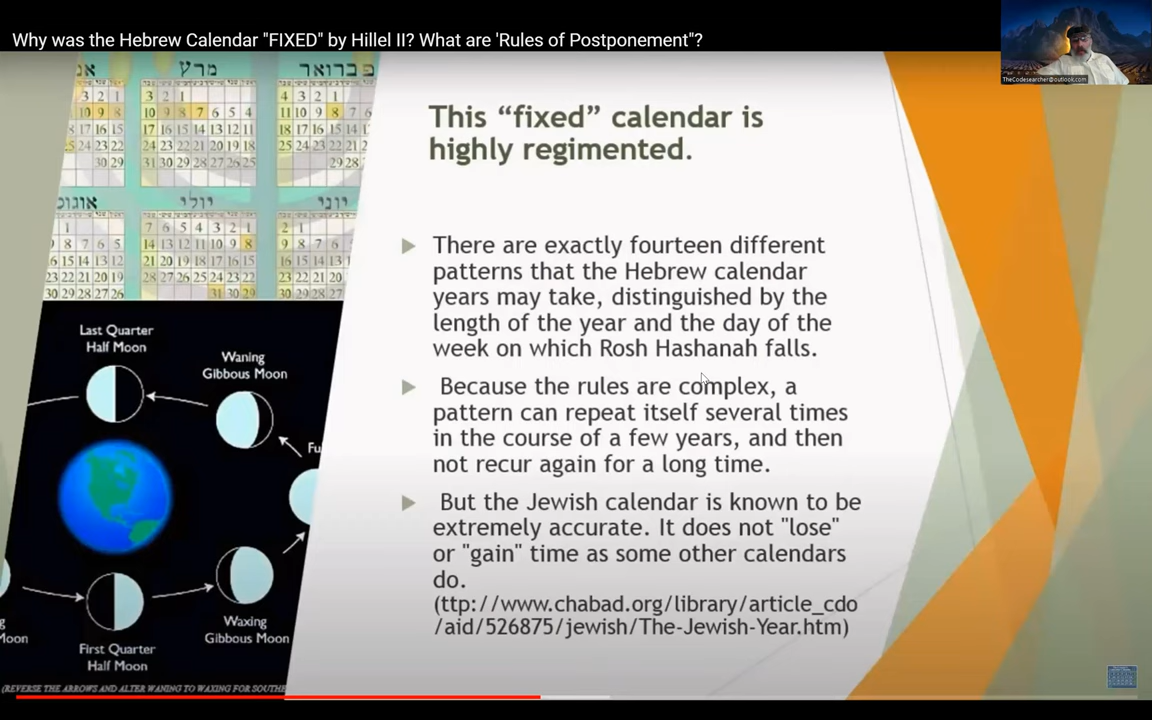 Why was the Hebrew Calendar "FIXED" by Hillel II? What are 'Rules of Postponement"?
TheCodesearcher@outlook.com
מרץ
פברואר
יולי
יוני
Last Quarter
Half Moon
Waning
Gibbous Moon
Fu
Waxing
Gibbous Moon
First Quarter
Half Moon
Moon
(REVERSE THE ARROWS AND ALTER WANING TO WAXING FOR SOUTHE
This “fixed” calendar is
highly regimented.
There are exactly fourteen different
patterns that the Hebrew calendar
years may take, distinguished by the
length of the year and the day of the
week on which Rosh Hashanah falls.
Because the rules are complex, a
pattern can repeat itself several times
in the course of a few years, and then
not recur again for a long time.
But the Jewish calendar is known to be
extremely accurate. It does not "lose"
or "gain" time as some other calendars
do.
(ttp://www.chabad.org/library/article_cdo
/aid/526875/jewish/The-Jewish-Year.htm)